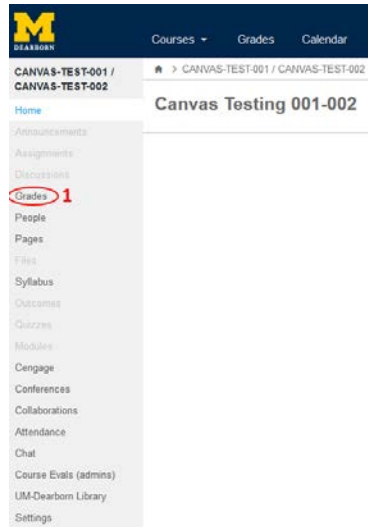 M
DEARBORN
Courses
Grades
Calendar
CANVAS-TEST-001 /
CANVAS-TEST-002
> CANVAS-TEST-001 / CANVAS-TEST-002
Canvas Testing 001-002
Home
Announcements
Assignments
Discussions
Grades 1
People
Pages
Files
Syllabus
Outcomes
Quizzes
Modules
Cengage
Conferences
Collaborations
Attendance
Chat
Course Evals (admins)
UM-Dearborn Library
Settings